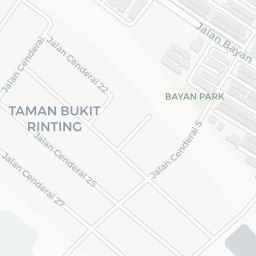 Jalan Bayan
Jalan Cenderai
Jalan Cenderai 22
BAYAN PARK
TAMAN BUKIT
RINTING
Jalan Cenderai 5
Jalan Cenderai 25
Jalan Cenderai 27